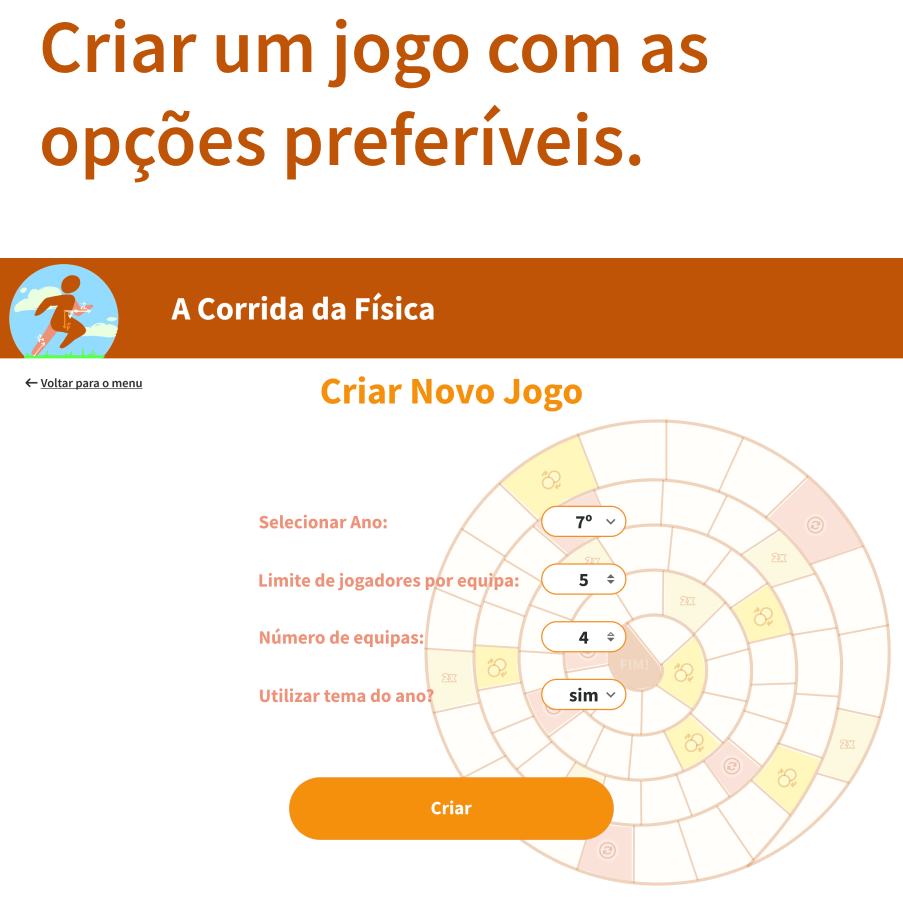 Criar um jogo com as
opções preferíveis.
A Corrida da Física
← Voltar para o menu
Criar Novo Jogo
Selecionar Ano: 7º
Limite de jogadores por equipa: 5
Número de equipas: 4
Utilizar tema do ano? sim
Criar
2x
2x
2x
FIM!
2x
2x